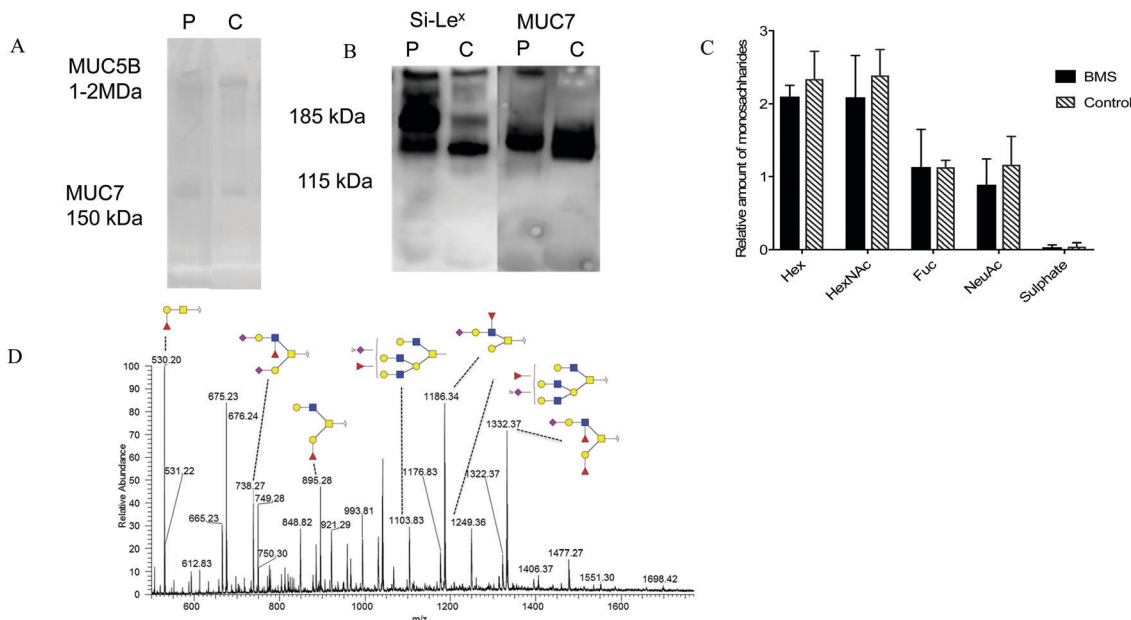 A
P C
MUC5B
1-2MDa
MUC7
150 kDa
B
Si-Leˣ MUC7
P C P C
185 kDa
115 kDa
C
Relative amount of monosachharides
3
2
1
0
BMS
Control
Hex
HexNAc
Fuc
NeuAc
Sulphate
D
Relative Abundance
100
90
80
70
60
50
40
30
20
10
0
530.20
531.22
612.83
665.23
675.23
676.24
738.27
749.28
750.30
848.82
895.28
921.29
993.81
1103.83
1176.83
1186.34
1249.36
1322.37
1332.37
1406.37
1477.27
1551.30
1698.42
600 800 1000 1200 1400 1600
m/z